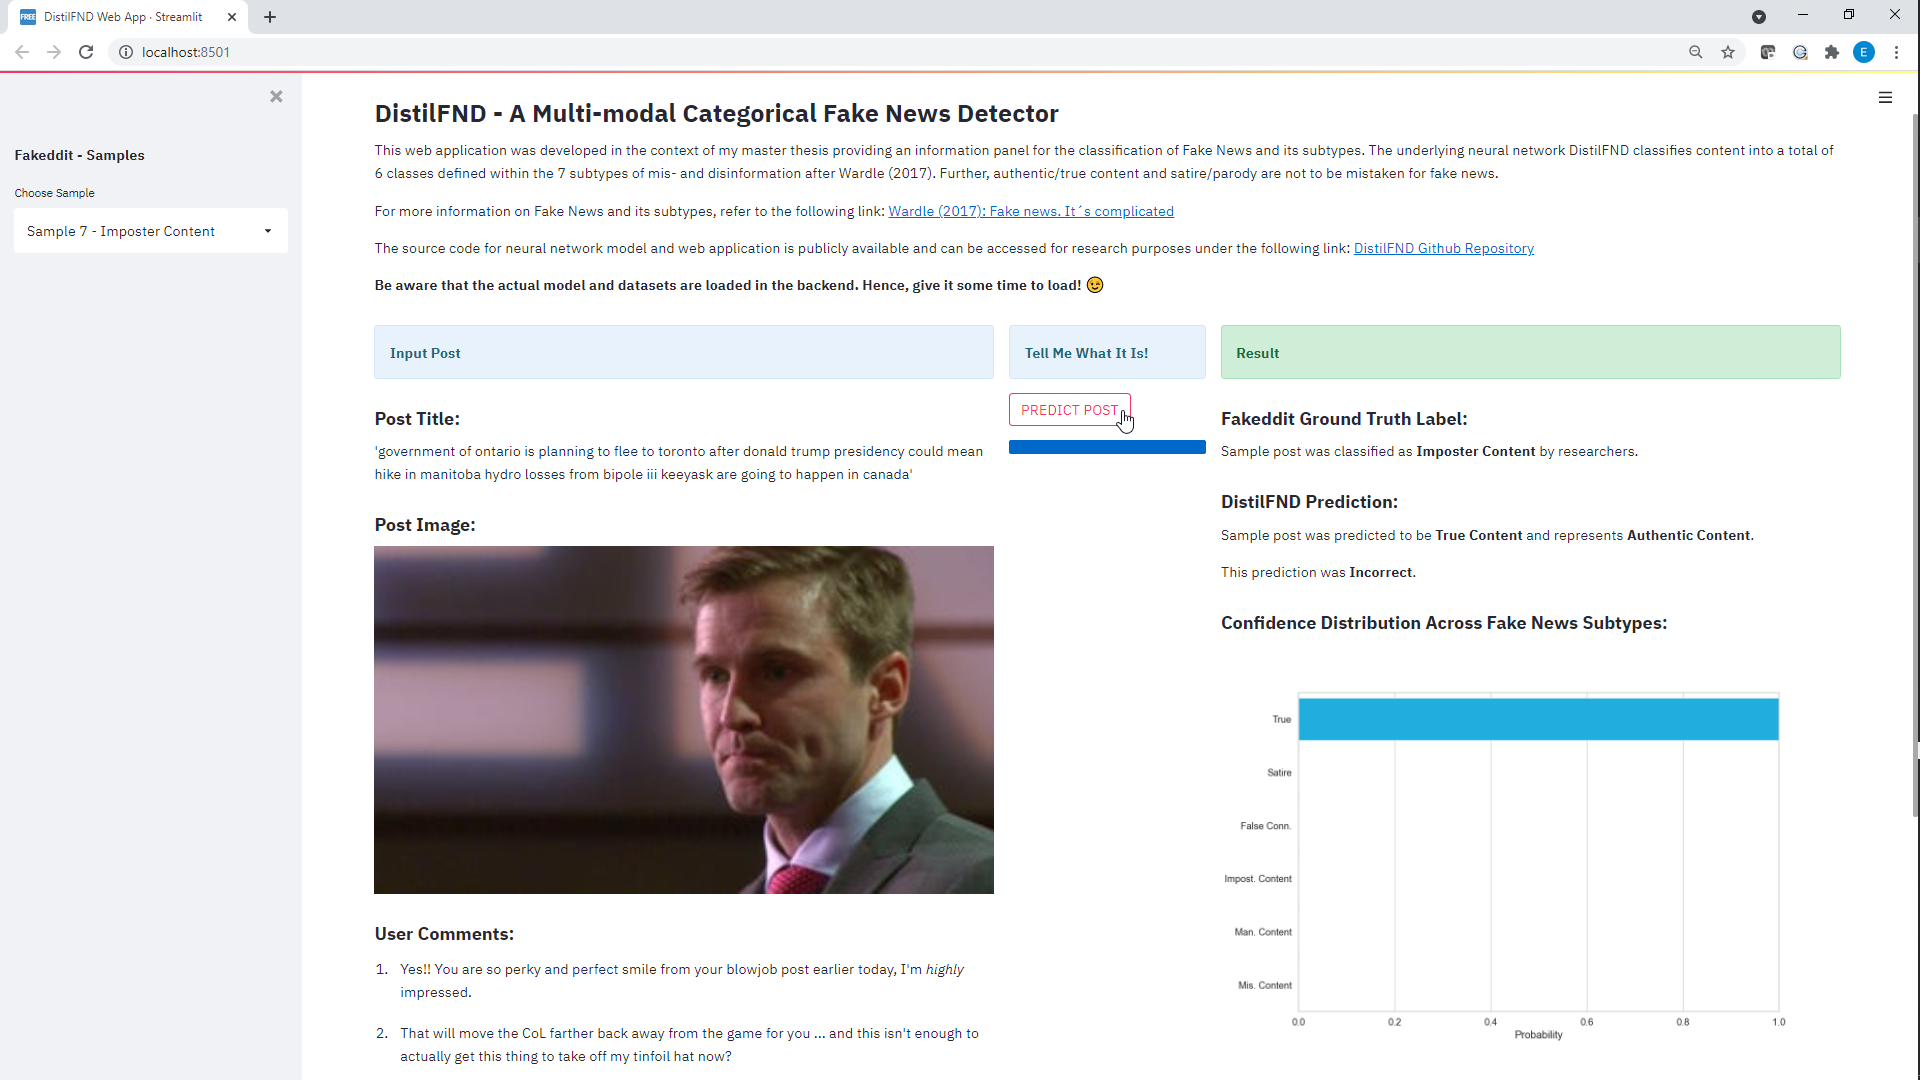 FREE
DistilFND Web App · Streamlit
localhost:8501
E
Fakeddit - Samples
Choose Sample
Sample 7 - Imposter Content
DistilFND - A Multi-modal Categorical Fake News Detector
This web application was developed in the context of my master thesis providing an information panel for the classification of Fake News and its subtypes. The underlying neural network DistilFND classifies content into a total of
6 classes defined within the 7 subtypes of mis- and disinformation after Wardle (2017). Further, authentic/true content and satire/parody are not to be mistaken for fake news.
For more information on Fake News and its subtypes, refer to the following link: Wardle (2017): Fake news. It´s complicated
The source code for neural network model and web application is publicly available and can be accessed for research purposes under the following link: DistilFND Github Repository
Be aware that the actual model and datasets are loaded in the backend. Hence, give it some time to load! 😉
Input Post
Post Title:
'government of ontario is planning to flee to toronto after donald trump presidency could mean
hike in manitoba hydro losses from bipole iii keeyask are going to happen in canada'
Post Image:
User Comments:
1. Yes!! You are so perky and perfect smile from your blowjob post earlier today, I'm highly
impressed.
2. That will move the CoL farther back away from the game for you ... and this isn't enough to
actually get this thing to take off my tinfoil hat now?
Tell Me What It Is!
PREDICT POST
Result
Fakeddit Ground Truth Label:
Sample post was classified as Imposter Content by researchers.
DistilFND Prediction:
Sample post was predicted to be True Content and represents Authentic Content.
This prediction was Incorrect.
Confidence Distribution Across Fake News Subtypes:
True
Satire
False Conn.
Impost. Content
Man. Content
Mis. Content
0.0 0.2 0.4 0.6 0.8 1.0
Probability